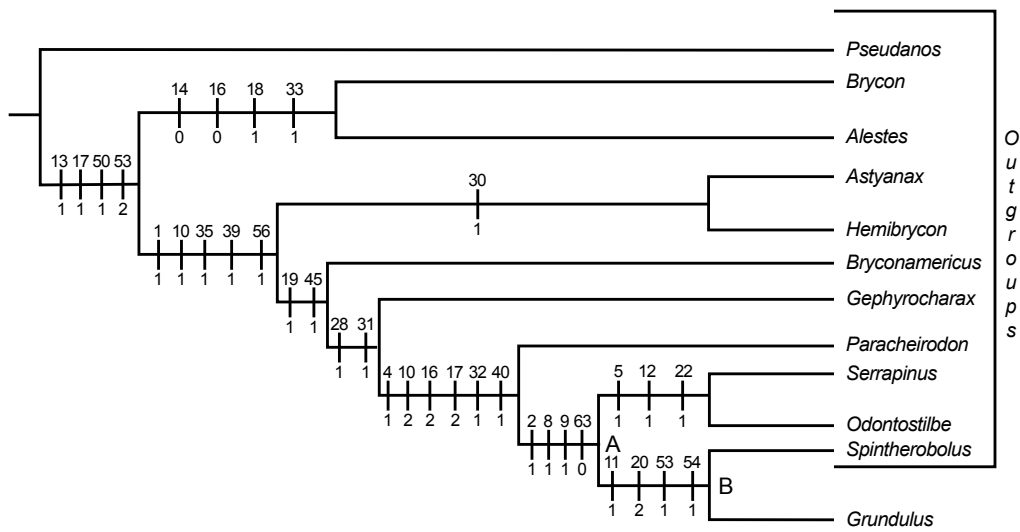 Pseudanos
Brycon
14 16 18 33
0 0 1 1
Alestes
Outgroups
13 17 50 53
1 1 1 2
Astyanax
30
1
Hemibrycon
1 10 35 39 56
1 1 1 1 1
Bryconamericus
19 45
1 1
Gephyrocharax
28 31
1 1
Paracheirodon
4 10 16 17 32 40
1 2 2 2 1 1
Serrapinus
5 12 22
1 1 1
Odontostilbe
2 8 9 63
1 1 1 0
A
Spintherobolus
11 20 53 54
1 2 1 1
B
Grundulus